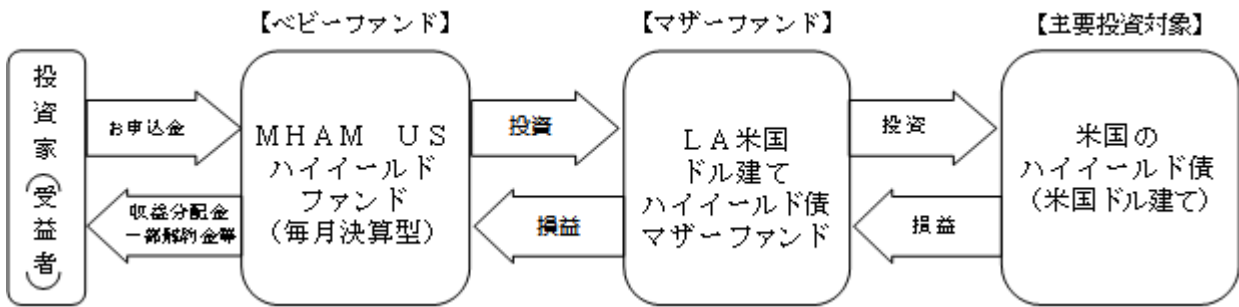 【ベビーファンド】
【マザーファンド】
【主要投資対象】
投資家(受益者)
お申込金
収益分配金
一部解約金等
MHAM US
ハイイールド
ファンド
(毎月決算型)
投資
損益
LA米国
ドル建て
ハイイールド債
マザーファンド
投資
損益
米国の
ハイイールド債
(米国ドル建て)